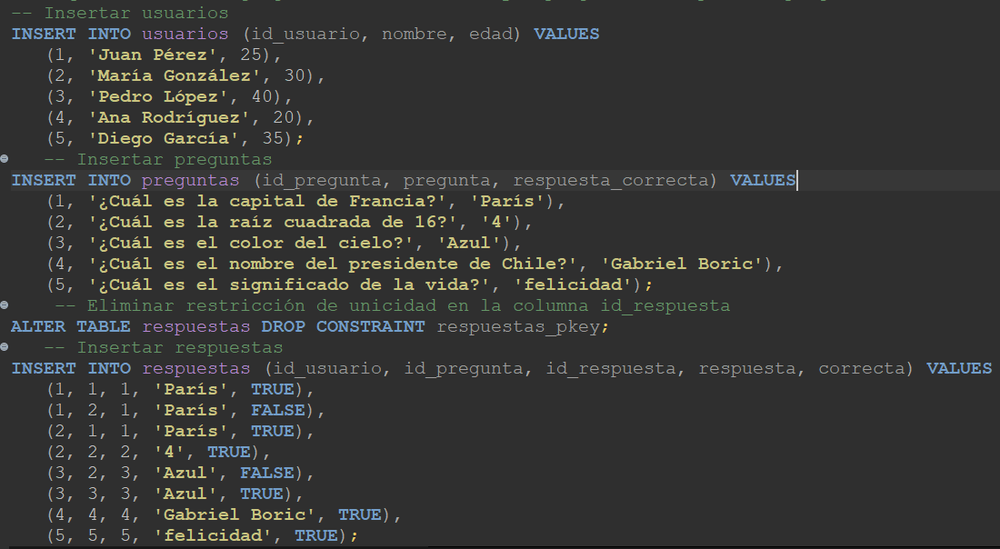 -- Insertar usuarios
INSERT INTO usuarios (id_usuario, nombre, edad) VALUES
(1, 'Juan Pérez', 25),
(2, 'María González', 30),
(3, 'Pedro López', 40),
(4, 'Ana Rodríguez', 20),
(5, 'Diego García', 35);
-- Insertar preguntas
INSERT INTO preguntas (id_pregunta, pregunta, respuesta_correcta) VALUES
(1, '¿Cuál es la capital de Francia?', 'París'),
(2, '¿Cuál es la raíz cuadrada de 16?', '4'),
(3, '¿Cuál es el color del cielo?', 'Azul'),
(4, '¿Cuál es el nombre del presidente de Chile?', 'Gabriel Boric'),
(5, '¿Cuál es el significado de la vida?', 'felicidad');
-- Eliminar restricción de unicidad en la columna id_respuesta
ALTER TABLE respuestas DROP CONSTRAINT respuestas_pkey;
-- Insertar respuestas
INSERT INTO respuestas (id_usuario, id_pregunta, id_respuesta, respuesta, correcta) VALUES
(1, 1, 1, 'París', TRUE),
(1, 2, 1, 'París', FALSE),
(2, 1, 1, 'París', TRUE),
(2, 2, 2, '4', TRUE),
(3, 2, 3, 'Azul', FALSE),
(3, 3, 3, 'Azul', TRUE),
(4, 4, 4, 'Gabriel Boric', TRUE),
(5, 5, 5, 'felicidad', TRUE);